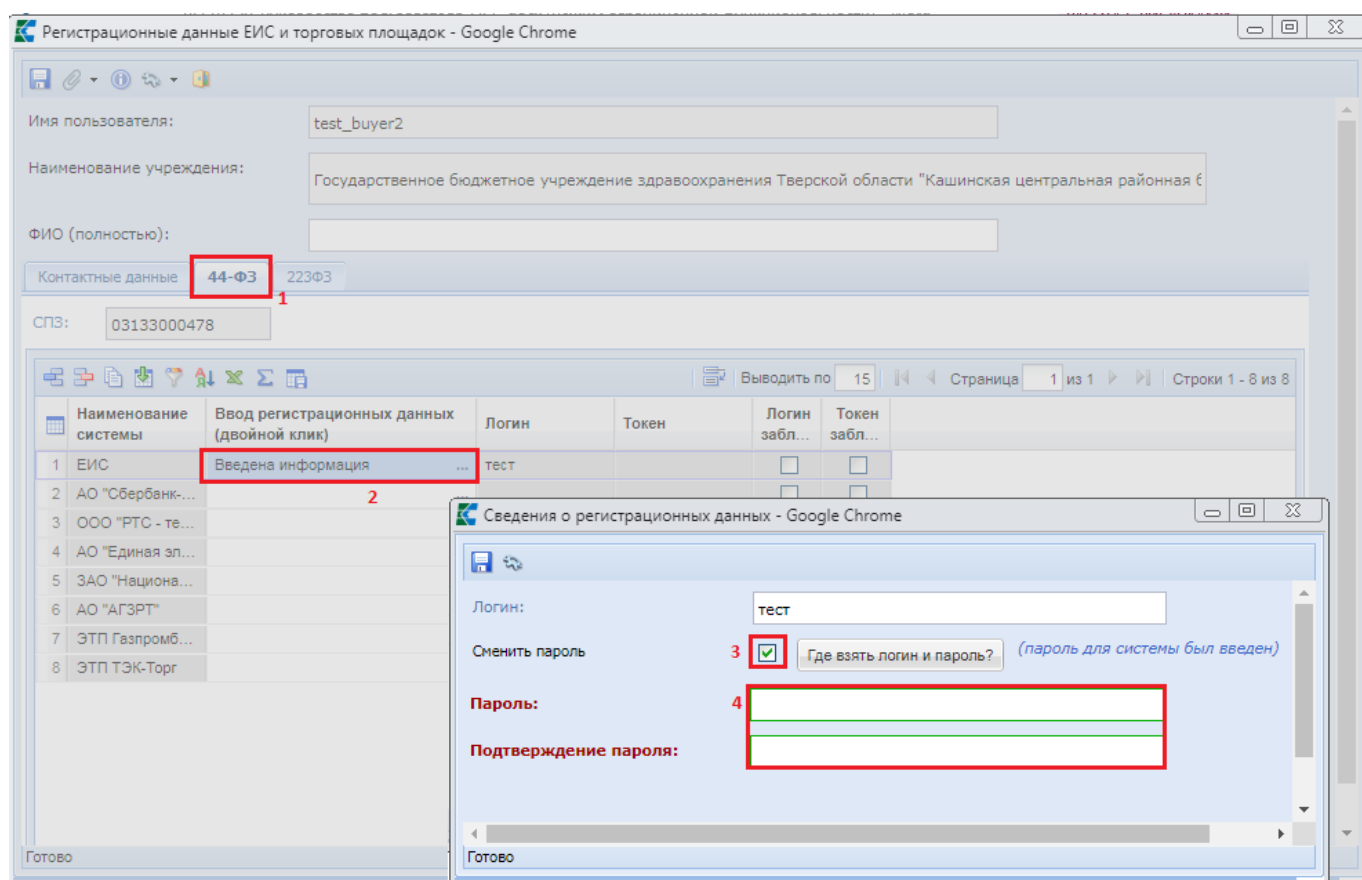 Регистрационные данные ЕИС и торговых площадок - Google Chrome
Имя пользователя: test_buyer2
Наименование учреждения: Государственное бюджетное учреждение здравоохранения Тверской области "Кашинская центральная районная б
ФИО (полностью):
Контактные данные 44-ФЗ 223ФЗ
1
СПЗ: 03133000478
Выводить по 15 Страница 1 из 1 Строки 1 - 8 из 8
Наименование системы Ввод регистрационных данных (двойной клик) Логин Токен Логин забл... Токен забл...
1 ЕИС Введена информация ... тест
2 АО "Сбербанк-... ...
2
3 ООО "РТС - те...
4 АО "Единая эл...
5 ЗАО "Национа...
6 АО "АГЗРТ"
7 ЭТП Газпромб...
8 ЭТП ТЭК-Торг
Готово
Сведения о регистрационных данных - Google Chrome
Логин: тест
Сменить пароль 3 Где взять логин и пароль? (пароль для системы был введен)
Пароль: 4
Подтверждение пароля:
Готово